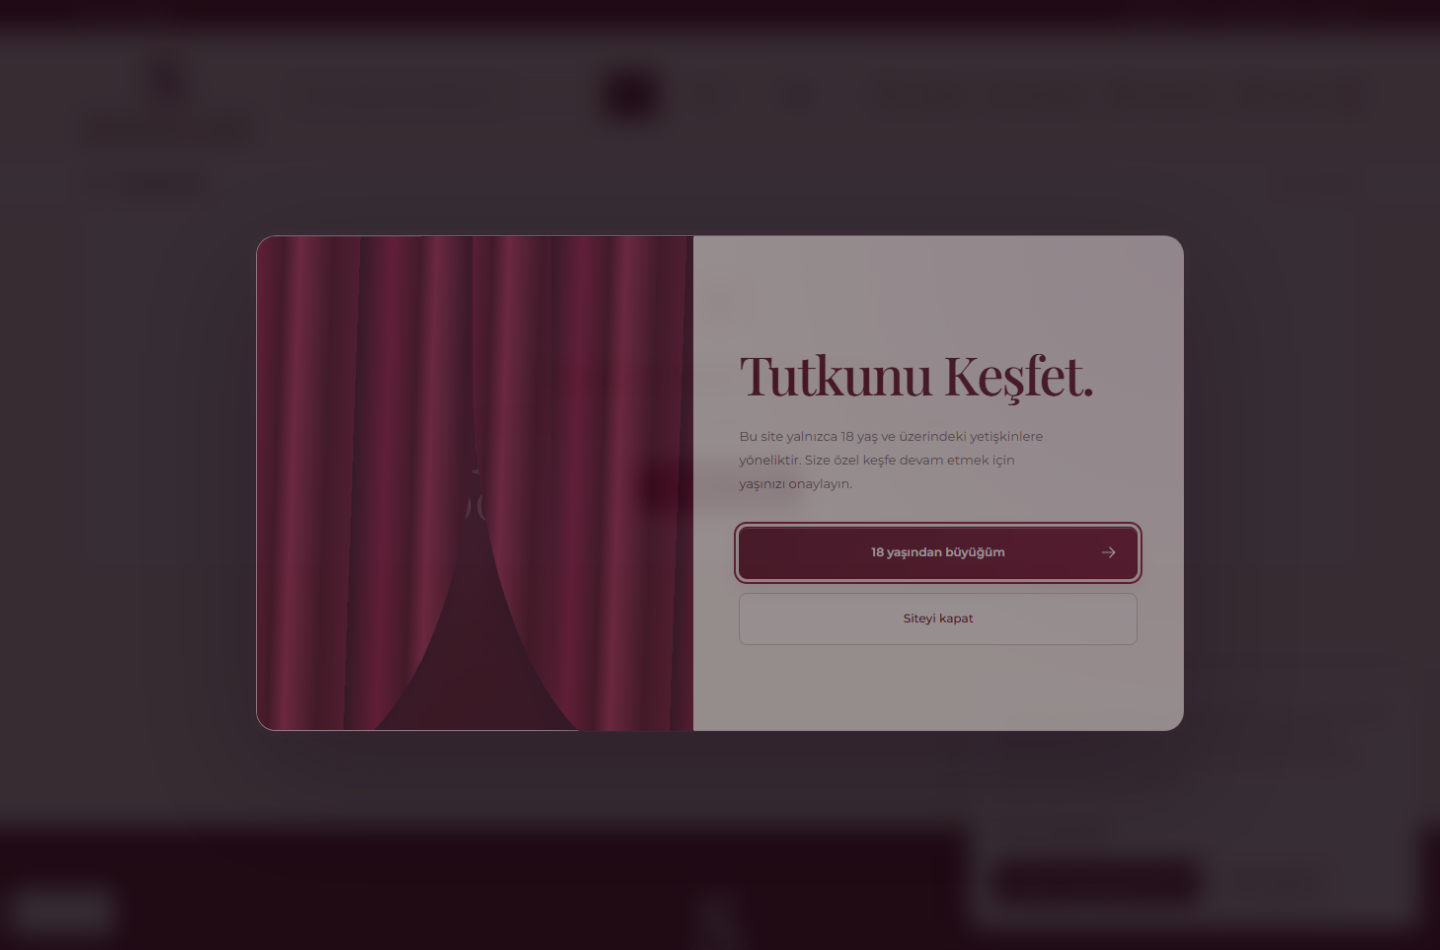 Tutkunu Keşfet.
Bu site yalnızca 18 yaş ve üzerindeki yetişkinlere
yöneliktir. Size özel keşfe devam etmek için
yaşınızı onaylayın.
18 yaşından büyüğüm
Siteyi kapat